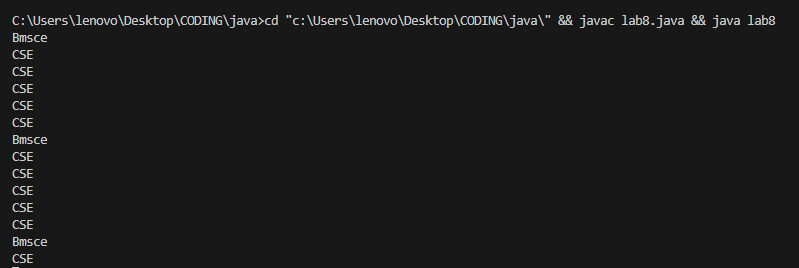 C:\Users\lenovo\Desktop\CODING\java>cd "c:\Users\lenovo\Desktop\CODING\java\" && javac lab8.java && java lab8
Bmsce
CSE
CSE
CSE
CSE
CSE
Bmsce
CSE
CSE
CSE
CSE
CSE
Bmsce
CSE